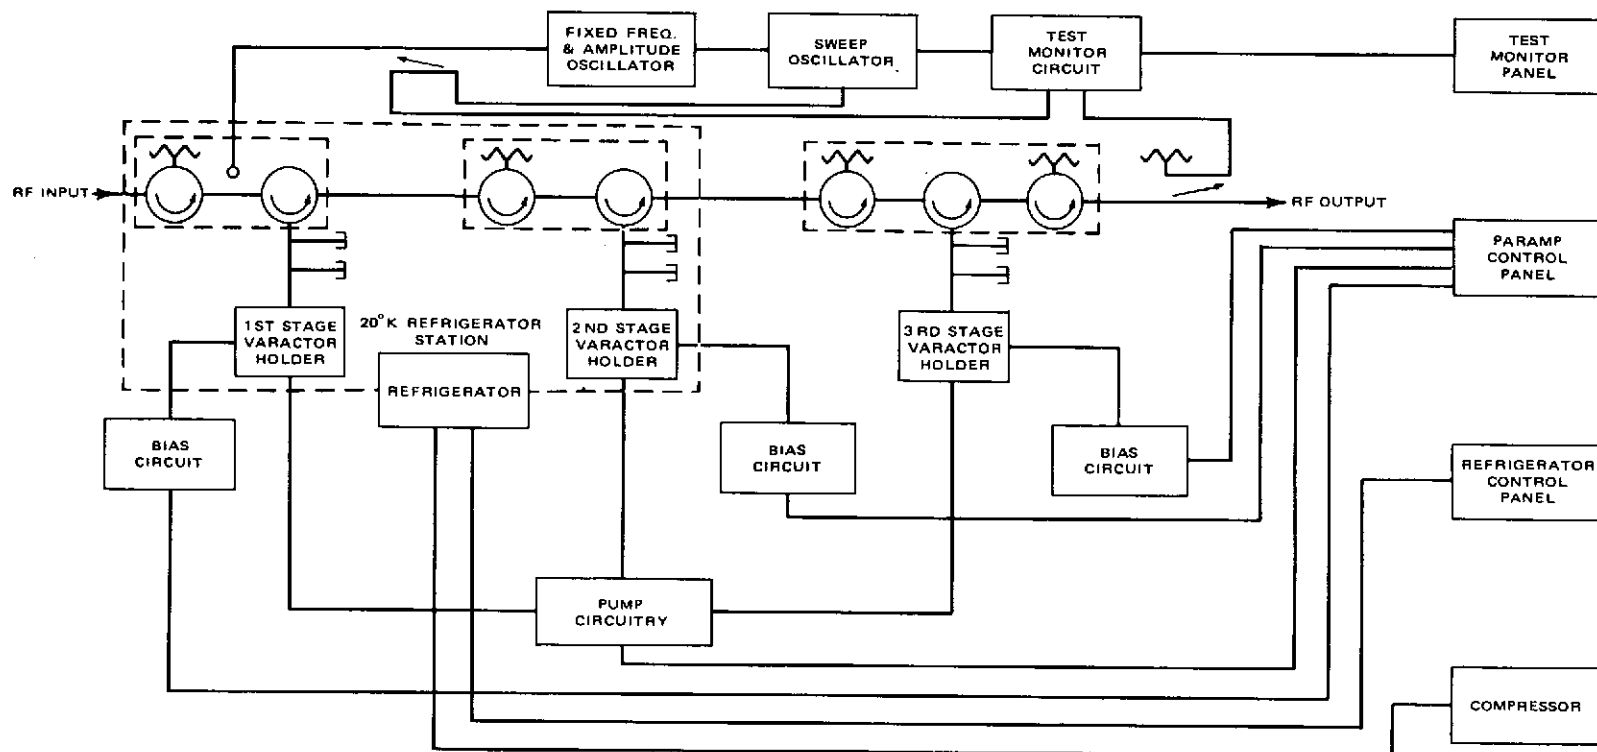 FIXED FREQ.
& AMPLITUDE
OSCILLATOR
SWEEP
OSCILLATOR
TEST
MONITOR
CIRCUIT
TEST
MONITOR
PANEL
RF INPUT
RF OUTPUT
PARAMP
CONTROL
PANEL
1ST STAGE
VARACTOR
HOLDER
20°K REFRIGERATOR
STATION
REFRIGERATOR
2ND STAGE
VARACTOR
HOLDER
3RD STAGE
VARACTOR
HOLDER
BIAS
CIRCUIT
BIAS
CIRCUIT
BIAS
CIRCUIT
REFRIGERATOR
CONTROL
PANEL
PUMP
CIRCUITRY
COMPRESSOR